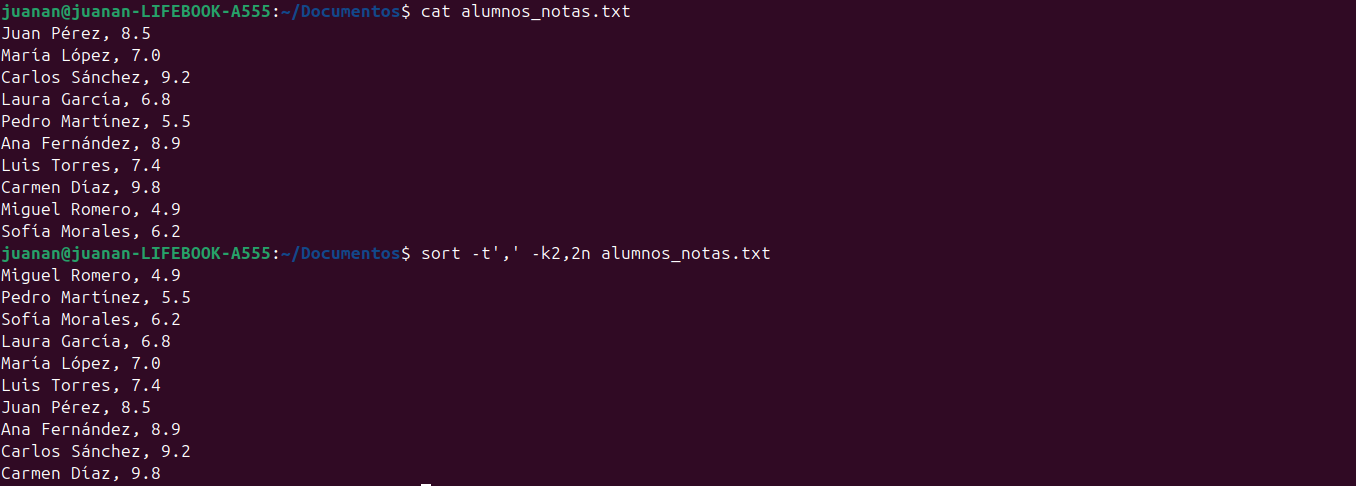 juanan@juanan-LIFEBOOK-A555:~/Documentos$ cat alumnos_notas.txt
Juan Pérez, 8.5
María López, 7.0
Carlos Sánchez, 9.2
Laura García, 6.8
Pedro Martínez, 5.5
Ana Fernández, 8.9
Luis Torres, 7.4
Carmen Díaz, 9.8
Miguel Romero, 4.9
Sofía Morales, 6.2
juanan@juanan-LIFEBOOK-A555:~/Documentos$ sort -t',' -k2,2n alumnos_notas.txt
Miguel Romero, 4.9
Pedro Martínez, 5.5
Sofía Morales, 6.2
Laura García, 6.8
María López, 7.0
Luis Torres, 7.4
Juan Pérez, 8.5
Ana Fernández, 8.9
Carlos Sánchez, 9.2
Carmen Díaz, 9.8